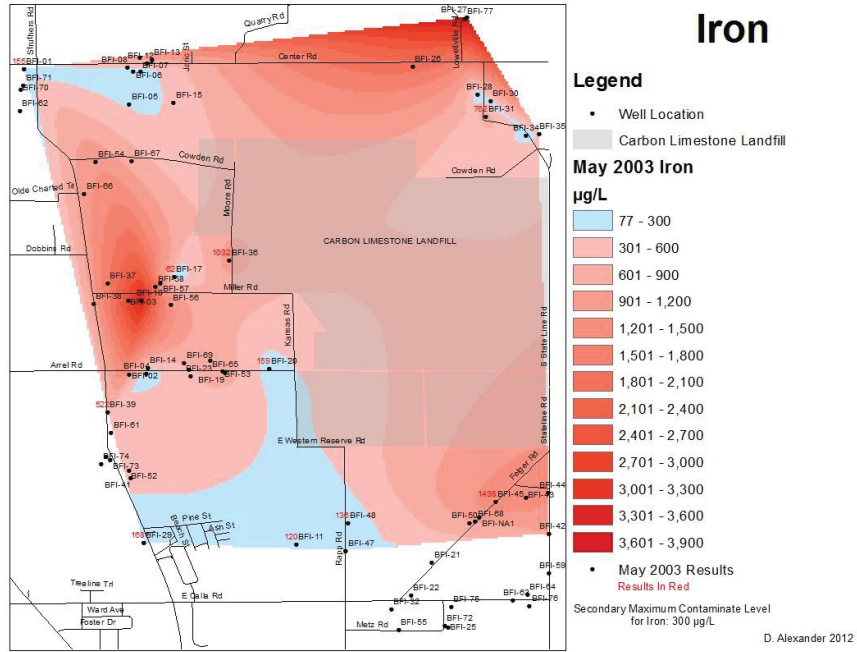 Iron
Legend
Well Location
Carbon Limestone Landfill
May 2003 Iron
µg/L
77 - 300
301 - 600
601 - 900
901 - 1,200
1,201 - 1,500
1,501 - 1,800
1,801 - 2,100
2,101 - 2,400
2,401 - 2,700
2,701 - 3,000
3,001 - 3,300
3,301 - 3,600
3,601 - 3,900
May 2003 Results
Results In Red
Secondary Maximum Contaminate Level
for Iron: 300 µg/L
D. Alexander 2012
BFI-27 BFI-77
Struthers Rd
Quarry Rd
Lowellville Rd
Center Rd
BFI-12 BFI-13
155 BFI-01
BFI-08
BFI-07
BFI-06
BFI-26
BFI-71
BFI-70
BFI-62
BFI-05
BFI-15
BFI-28
BFI-30
762 BFI-31
BFI-34
BFI-35
BFI-54
BFI-67
Cowden Rd
Cowden Rd
BFI-66
Olde Charted Trl
Moore Rd
Dobbins Rd
CARBON LIMESTONE LANDFILL
1032 BFI-36
62 BFI-17
BFI-37
BFI-58
BFI-57
Miller Rd
BFI-38
BFI-03
BFI-56
Kansas Rd
S State Line Rd
Arrel Rd
BFI-14
BFI-69
BFI-65
159 BFI-20
BFI-02
BFI-23
BFI-53
BFI-19
522 BFI-39
BFI-61
E Western Reserve Rd
Stateline Rd
BFI-74
BFI-73
BFI-52
BFI-41
Felger Rd
BFI-44
1438 BFI-45
BFI-43
Pine St
Beach St
Ash St
136 BFI-48
BFI-50
BFI-68
BFI-NA1
168 BFI-29
120 BFI-11
Rapp Rd
BFI-47
BFI-42
BFI-21
BFI-59
Treeline Trl
E Calla Rd
BFI-22
BFI-64
BFI-63
Ward Ave
BFI-32
BFI-75
BFI-76
Foster Dr
Metz Rd
BFI-55
BFI-72
BFI-25